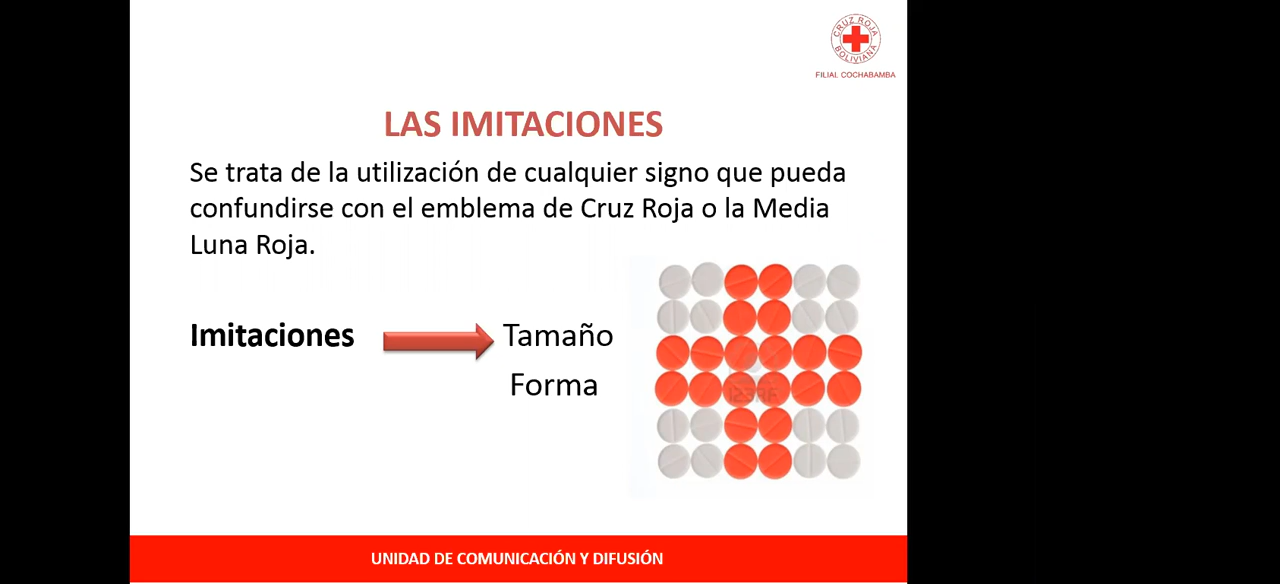 CRUZ ROJA
BOLIVIANA
FILIAL COCHABAMBA
LAS IMITACIONES
Se trata de la utilización de cualquier signo que pueda
confundirse con el emblema de Cruz Roja o la Media
Luna Roja.
Imitaciones Tamaño
Forma
123RF
UNIDAD DE COMUNICACIÓN Y DIFUSIÓN